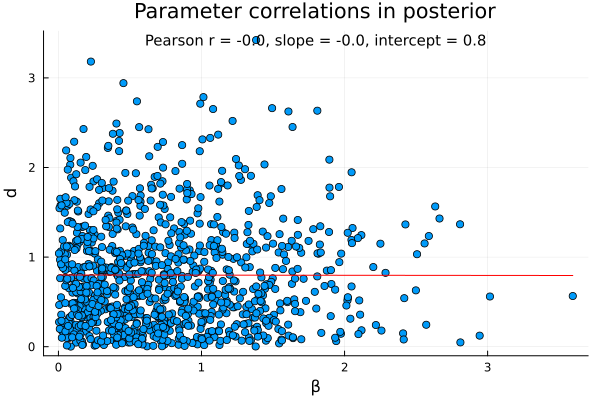 Parameter correlations in posterior
Pearson r = -0.0, slope = -0.0, intercept = 0.8
3
2
1
0
d
0
1
2
3
β